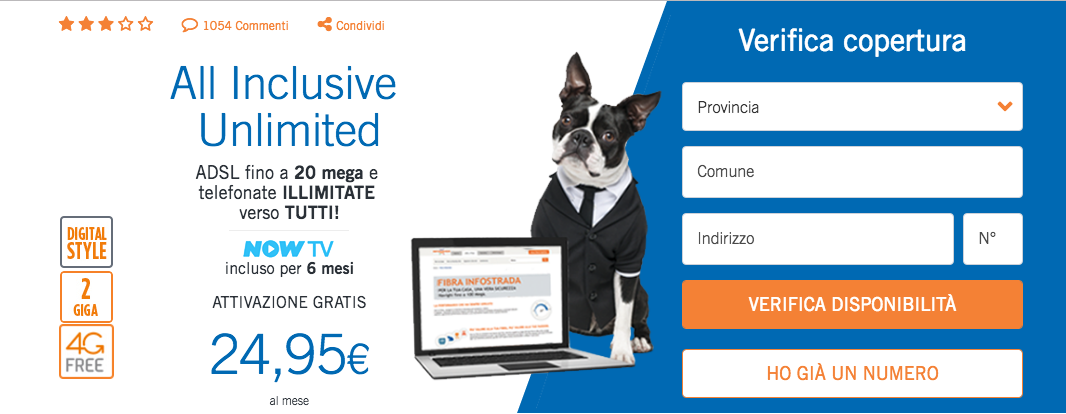 1054 Commenti
Condividi
All Inclusive
Unlimited
ADSL fino a 20 mega e
telefonate ILLIMITATE
verso TUTTI!
NOW TV
incluso per 6 mesi
ATTIVAZIONE GRATIS
24,95€
al mese
DIGITAL
STYLE
2
GIGA
4G
FREE
FIBRA INFOSTRADA
Verifica copertura
Provincia
Comune
Indirizzo
N°
VERIFICA DISPONIBILITÀ
HO GIÀ UN NUMERO